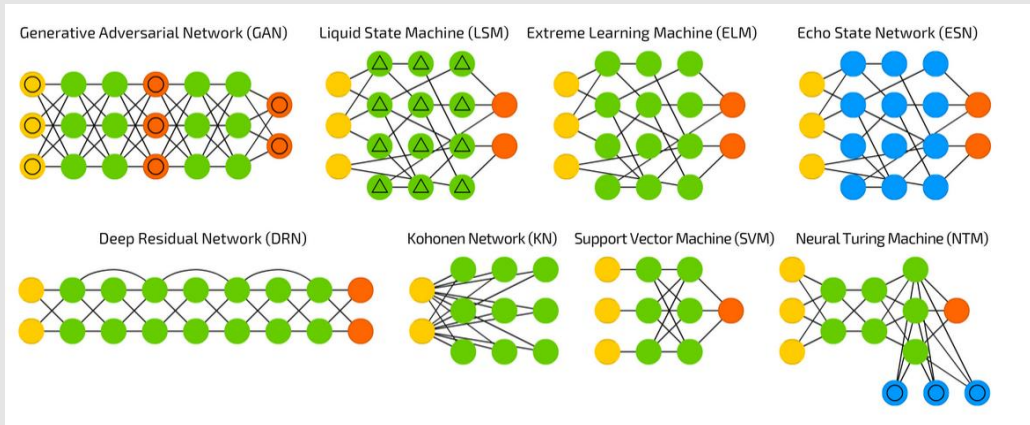 Generative Adversarial Network (GAN)
Liquid State Machine (LSM)
Extreme Learning Machine (ELM)
Echo State Network (ESN)
Deep Residual Network (DRN)
Kohonen Network (KN)
Support Vector Machine (SVM)
Neural Turing Machine (NTM)